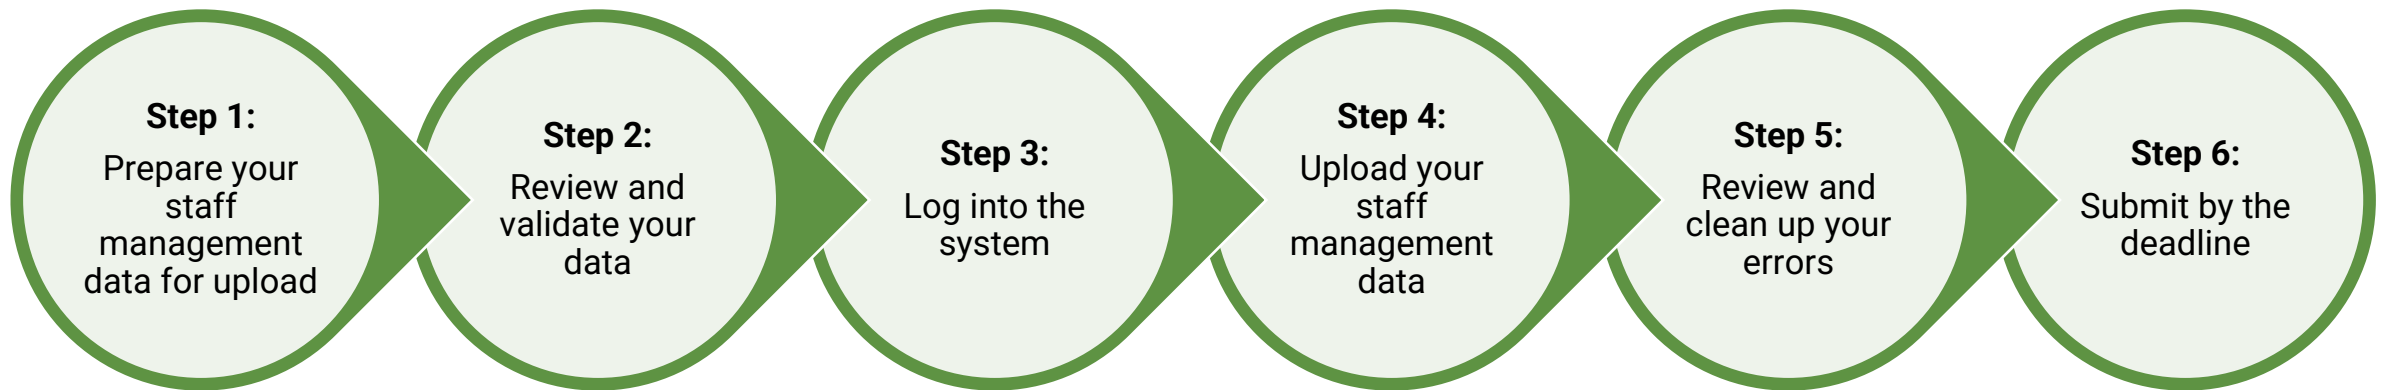 Step 1:
Prepare your
staff
management
data for upload
Step 2:
Review and
validate your
data
Step 3:
Log into the
system
Step 4:
Upload your
staff
management
data
Step 5:
Review and
clean up your
errors
Step 6:
Submit by the
deadline